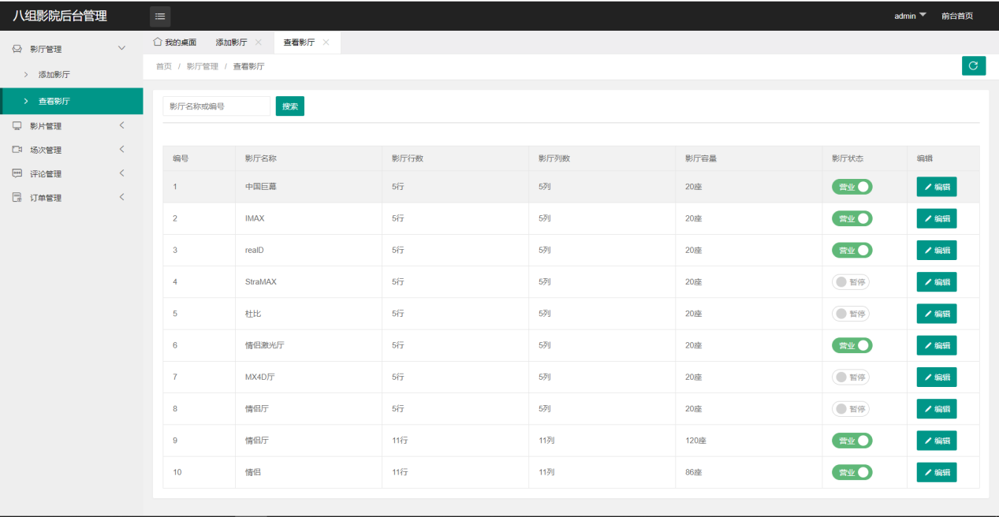 八组影院后台管理
admin 前台首页
影厅管理
添加影厅
查看影厅
影片管理
场次管理
评论管理
订单管理
我的桌面 添加影厅 查看影厅
首页 / 影厅管理 / 查看影厅
影厅名称或编号 搜索
编号 影厅名称 影厅行数 影厅列数 影厅容量 影厅状态 编辑
1 中国巨幕 5行 5列 20座 营业 编辑
2 IMAX 5行 5列 20座 营业 编辑
3 realD 5行 5列 20座 营业 编辑
4 StraMAX 5行 5列 20座 暂停 编辑
5 杜比 5行 5列 20座 暂停 编辑
6 情侣激光厅 5行 5列 20座 营业 编辑
7 MX4D厅 5行 5列 20座 暂停 编辑
8 情侣厅 5行 5列 20座 暂停 编辑
9 情侣厅 11行 11列 120座 营业 编辑
10 情侣 11行 11列 86座 营业 编辑